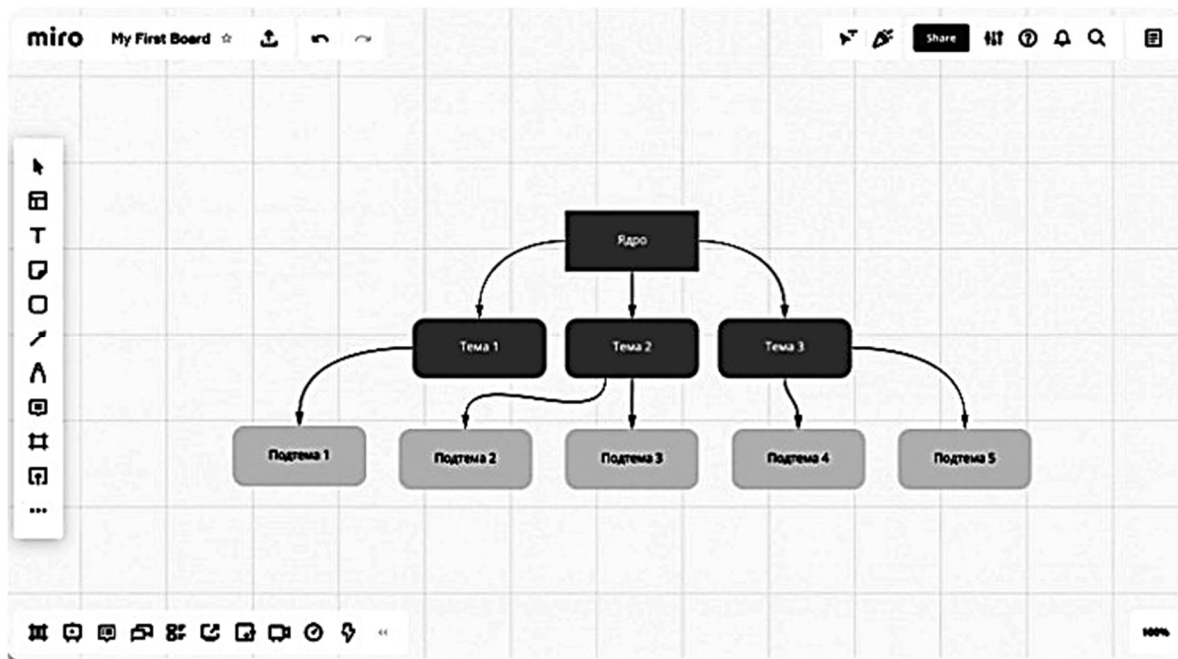 miro My First Board Share
Ядро
Тема 1 Тема 2 Тема 3
Подтема 1 Подтема 2 Подтема 3 Подтема 4 Подтема 5
100%